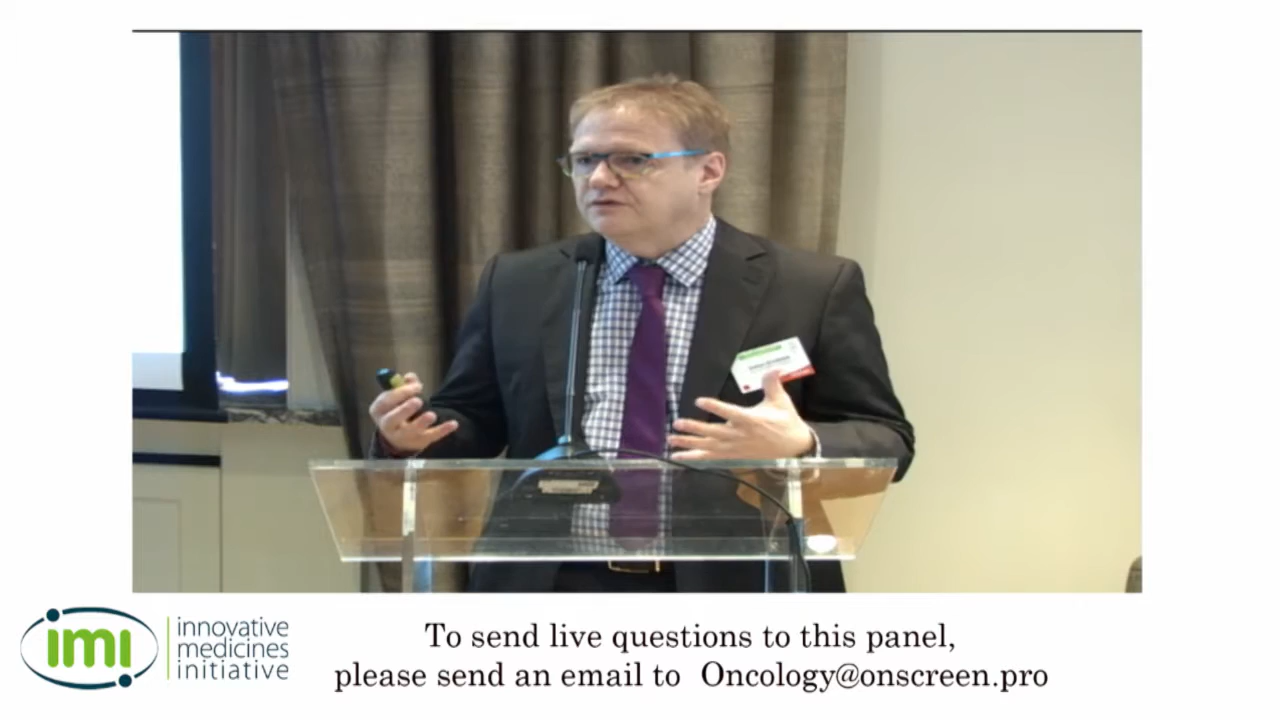 imi
innovative
medicines
initiative
To send live questions to this panel,
please send an email to Oncology@onscreen.pro